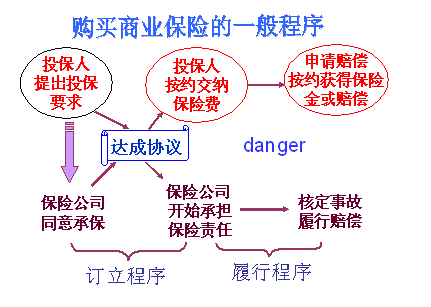 购买商业保险的一般程序
投保人
提出投保
要求
投保人
按约交纳
保险费
申请赔偿
按约获得保险
金或赔偿
达成协议
danger
保险公司
同意承保
保险公司
开始承担
保险责任
核定事故
履行赔偿
订立程序
履行程序